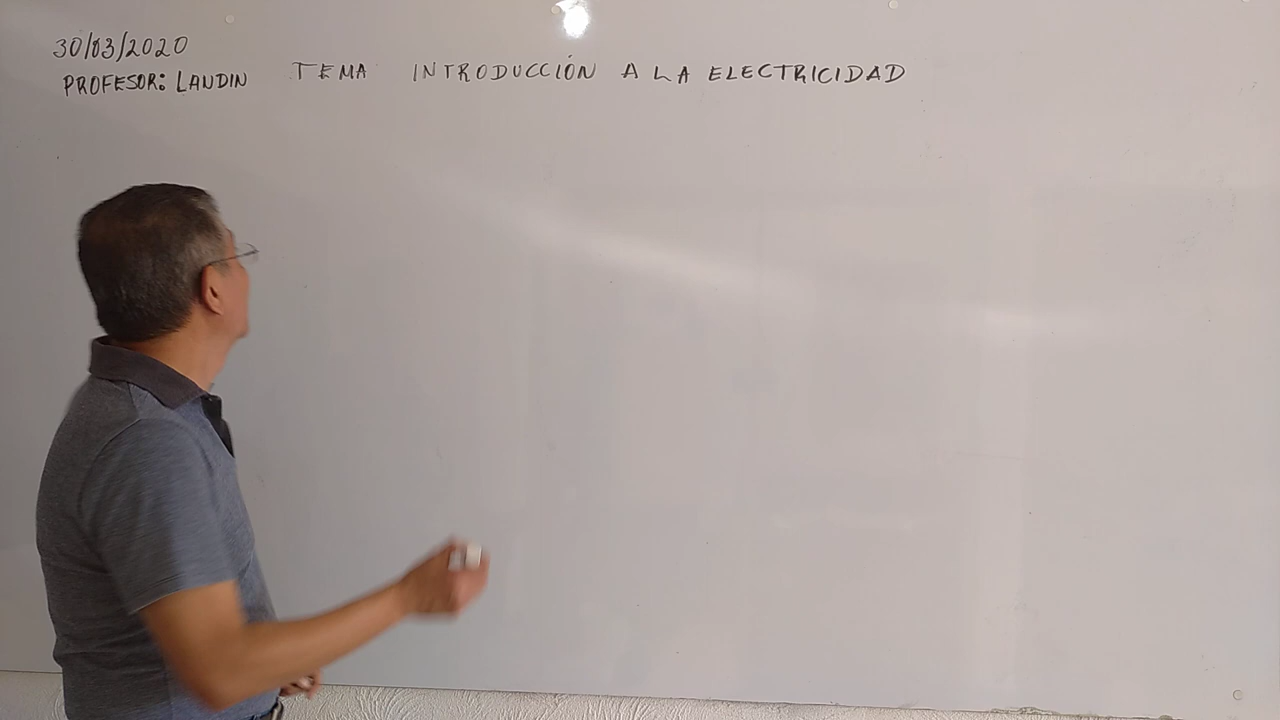 30/03/2020
PROFESOR: LANDIN
TEMA INTRODUCCIÓN A LA ELECTRICIDAD